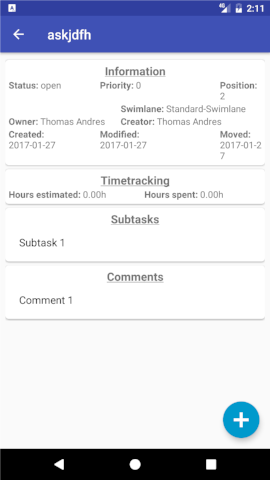 2:11
askjdfh
Information
Status: open Priority: 0 Position: 2
Swimlane: Standard-Swimlane
Owner: Thomas Andres Creator: Thomas Andres
Created: Modified: Moved:
2017-01-27 2017-01-27 2017-01-2
7
Timetracking
Hours estimated: 0.00h Hours spent: 0.00h
Subtasks
Subtask 1
Comments
Comment 1